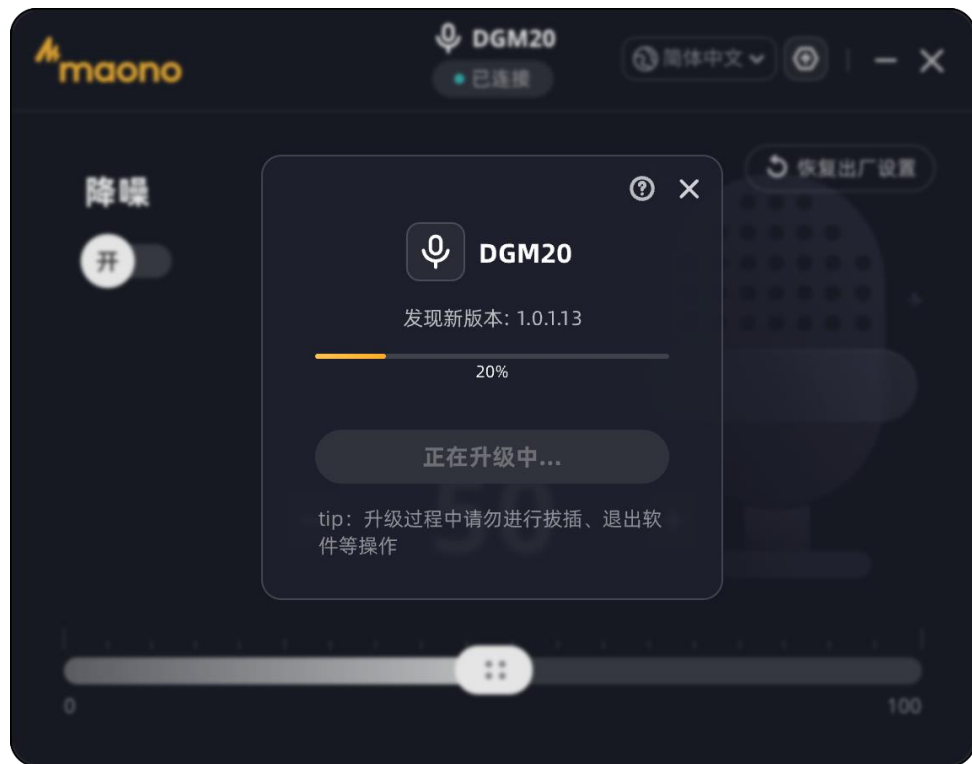 maono
DGM20
已连接
简体中文
恢复出厂设置
降噪
开
DGM20
发现新版本: 1.0.1.13
20%
正在升级中...
50
tip：升级过程中请勿进行拔插、退出软
件等操作
0
100